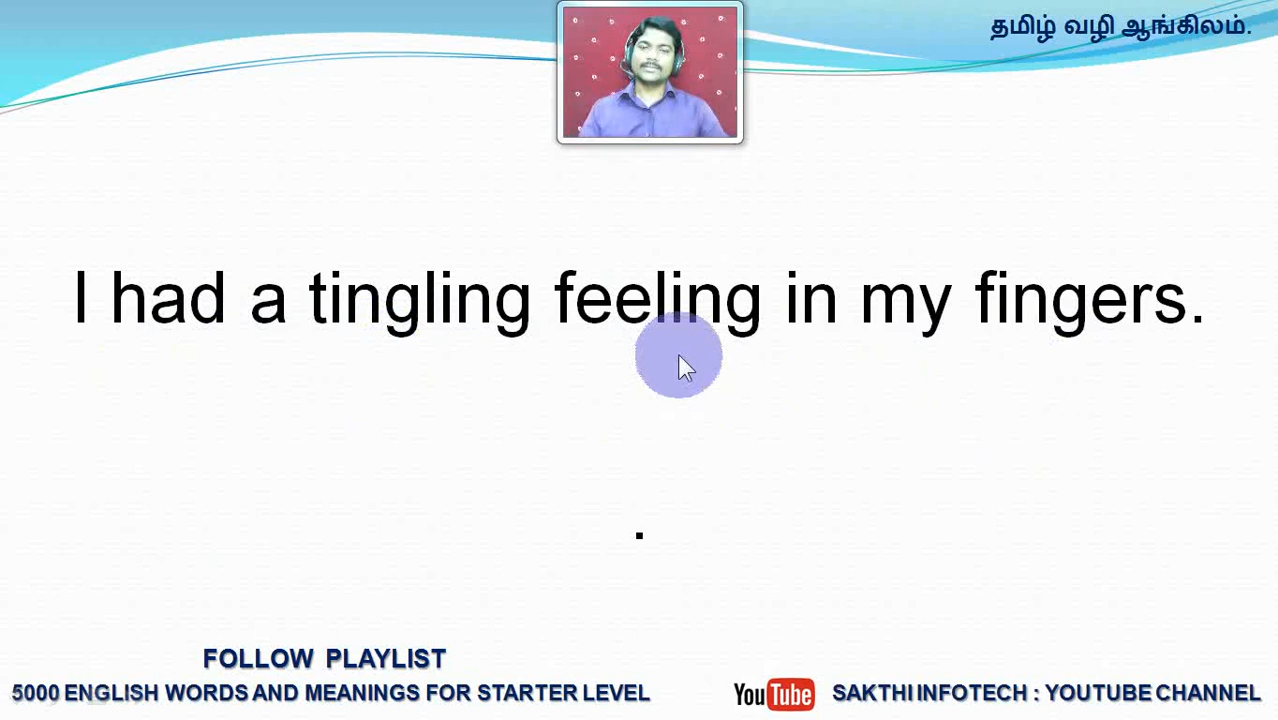 தமிழ் வழி ஆங்கிலம்.
I had a tingling feeling in my fingers.
.
FOLLOW PLAYLIST
5000 ENGLISH WORDS AND MEANINGS FOR STARTER LEVEL
YouTube SAKTHI INFOTECH : YOUTUBE CHANNEL